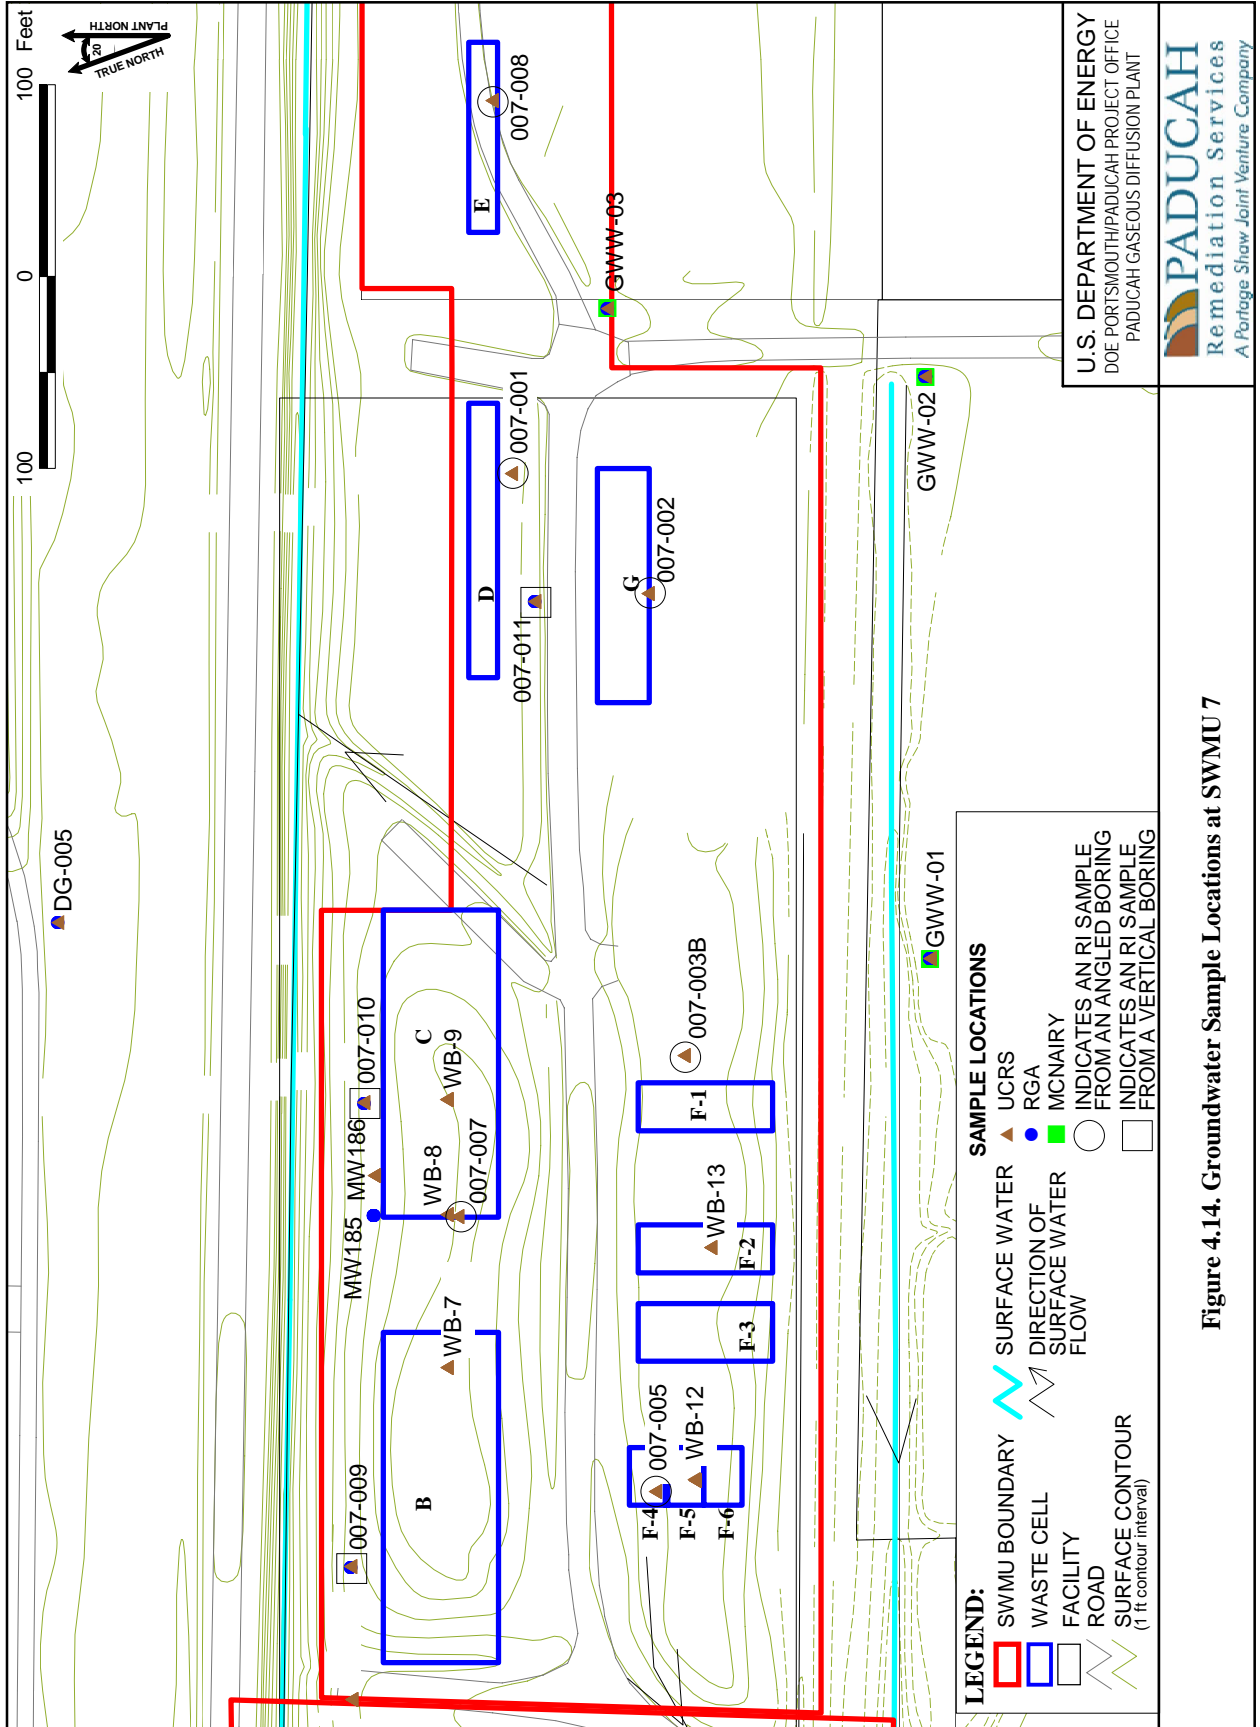 100 0 100 Feet
PLANT NORTH
TRUE NORTH
20
DG-005
007-009
MW185
MW186
007-010
B
WB-7
WB-8
C
WB-9
007-007
D
007-001
007-011
E
007-008
GWW-03
G
007-002
F-4
007-005
F-5
WB-12
F-6
F-3
F-2
WB-13
F-1
007-003B
GWW-01
GWW-02
LEGEND:
SWMU BOUNDARY
WASTE CELL
FACILITY
ROAD
SURFACE CONTOUR
(1 ft contour interval)
SURFACE WATER
DIRECTION OF
SURFACE WATER
FLOW
SAMPLE LOCATIONS
UCRS
RGA
MCNAIRY
INDICATES AN RI SAMPLE
FROM AN ANGLED BORING
INDICATES AN RI SAMPLE
FROM A VERTICAL BORING
U.S. DEPARTMENT OF ENERGY
DOE PORTSMOUTH/PADUCAH PROJECT OFFICE
PADUCAH GASEOUS DIFFUSION PLANT
PADUCAH
Remediation Services
A Portage Shaw Joint Venture Company
Figure 4.14. Groundwater Sample Locations at SWMU 7